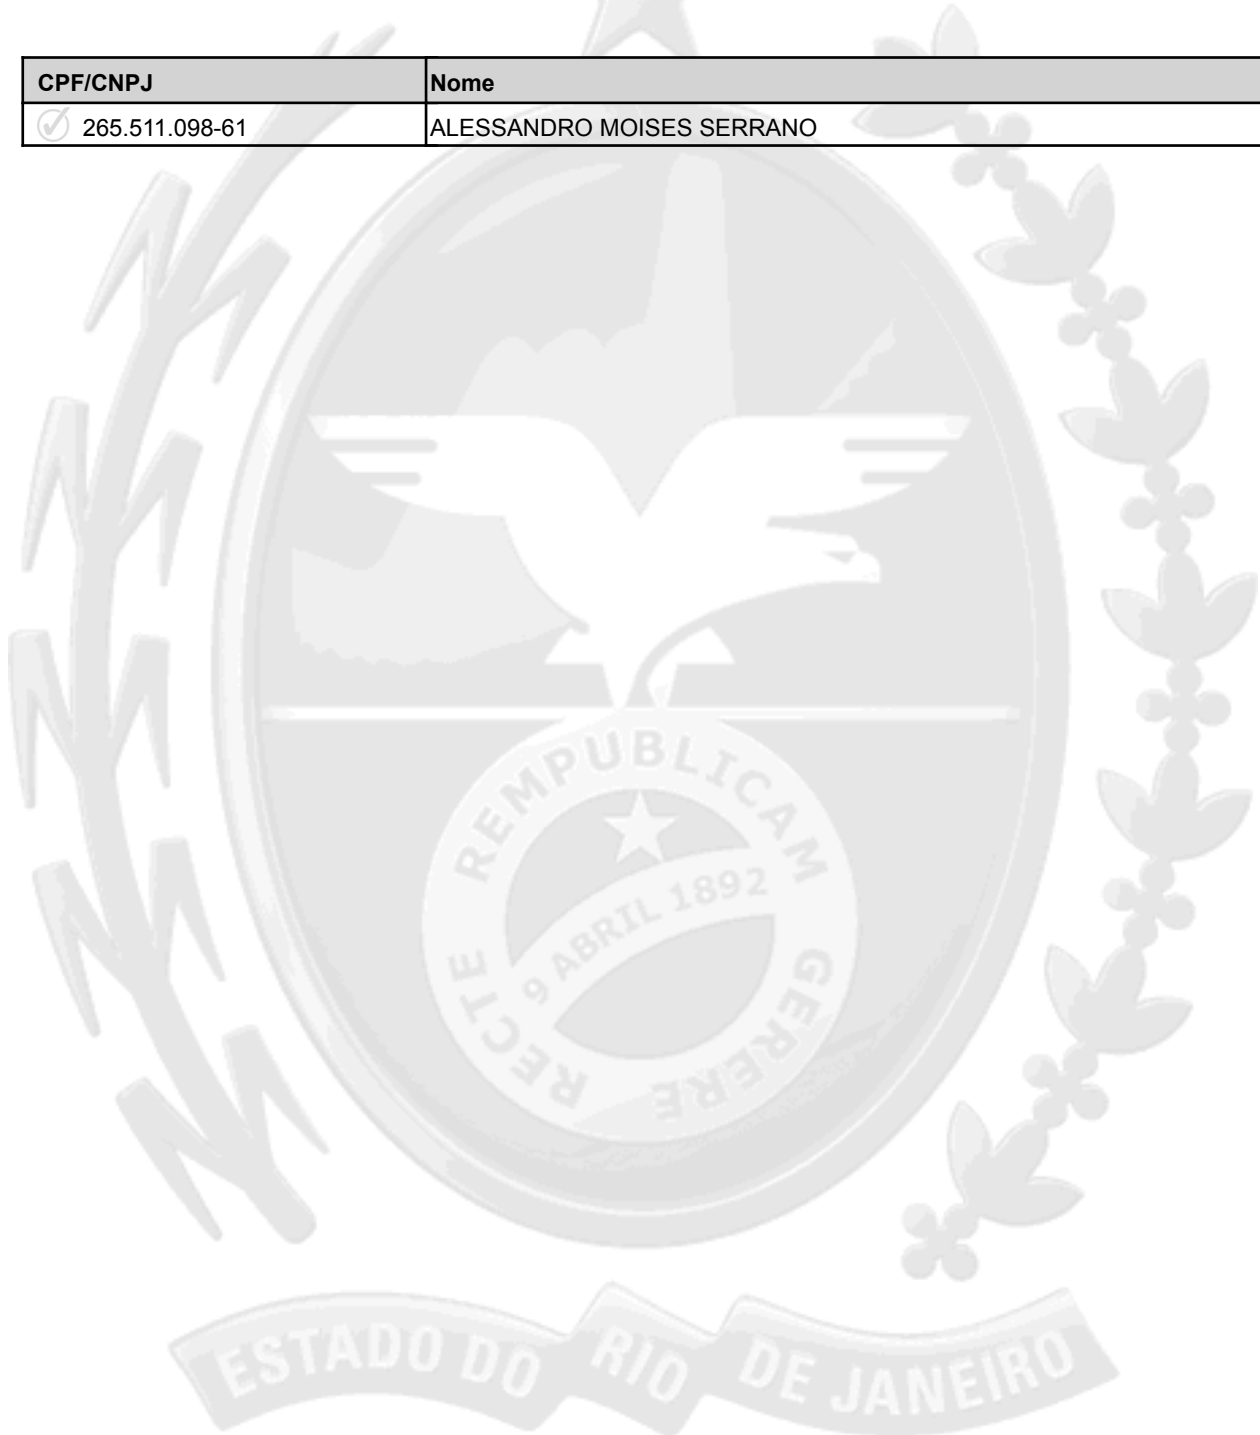 CPF/CNPJ Nome
265.511.098-61 ALESSANDRO MOISES SERRANO
REMPUBLICAM
9 ABRIL 1892
RECTE GERERE
ESTADO DO RIO DE JANEIRO